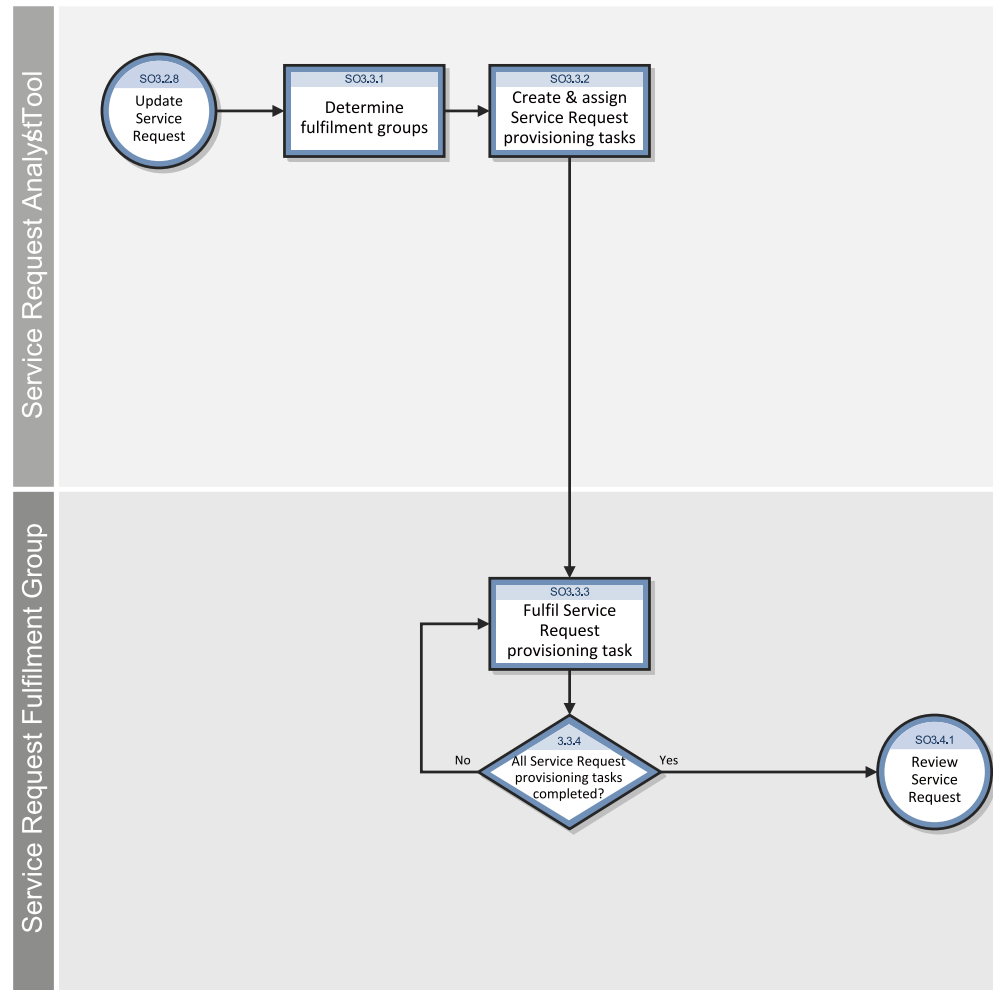 Service Request Analyst/Tool
SO3.2.8
Update
Service
Request
SO3.3.1
Determine
fulfilment groups
SO3.3.2
Create & assign
Service Request
provisioning tasks
Service Request Fulfilment Group
SO3.3.3
Fulfil Service
Request
provisioning task
3.3.4
All Service Request
provisioning tasks
completed?
No
Yes
SO3.4.1
Review
Service
Request